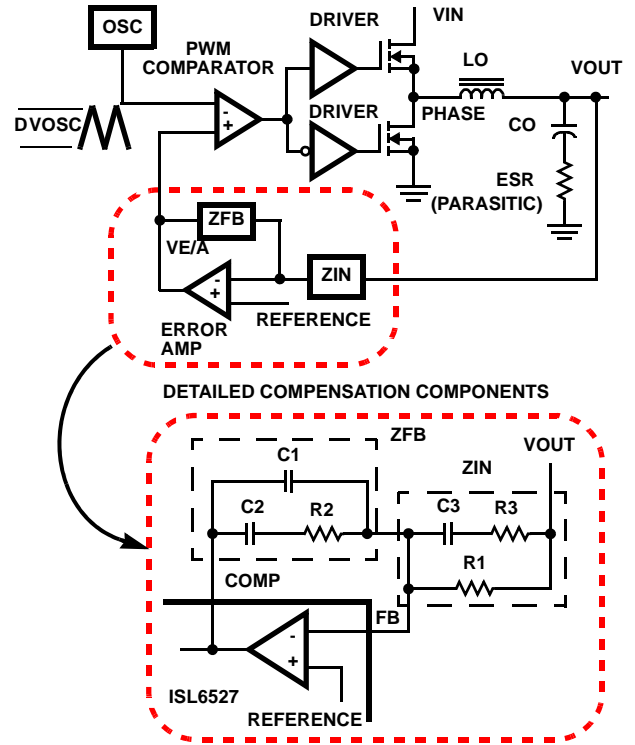 OSC
PWM
COMPARATOR
DRIVER
VIN
LO
VOUT
DVOSC
-
+
DRIVER
PHASE
CO
ESR
(PARASITIC)
ZFB
VE/A
ZIN
-
+
REFERENCE
ERROR
AMP
DETAILED COMPENSATION COMPONENTS
ZFB
VOUT
C1
ZIN
C2
R2
C3
R3
R1
COMP
FB
-
+
ISL6527
REFERENCE